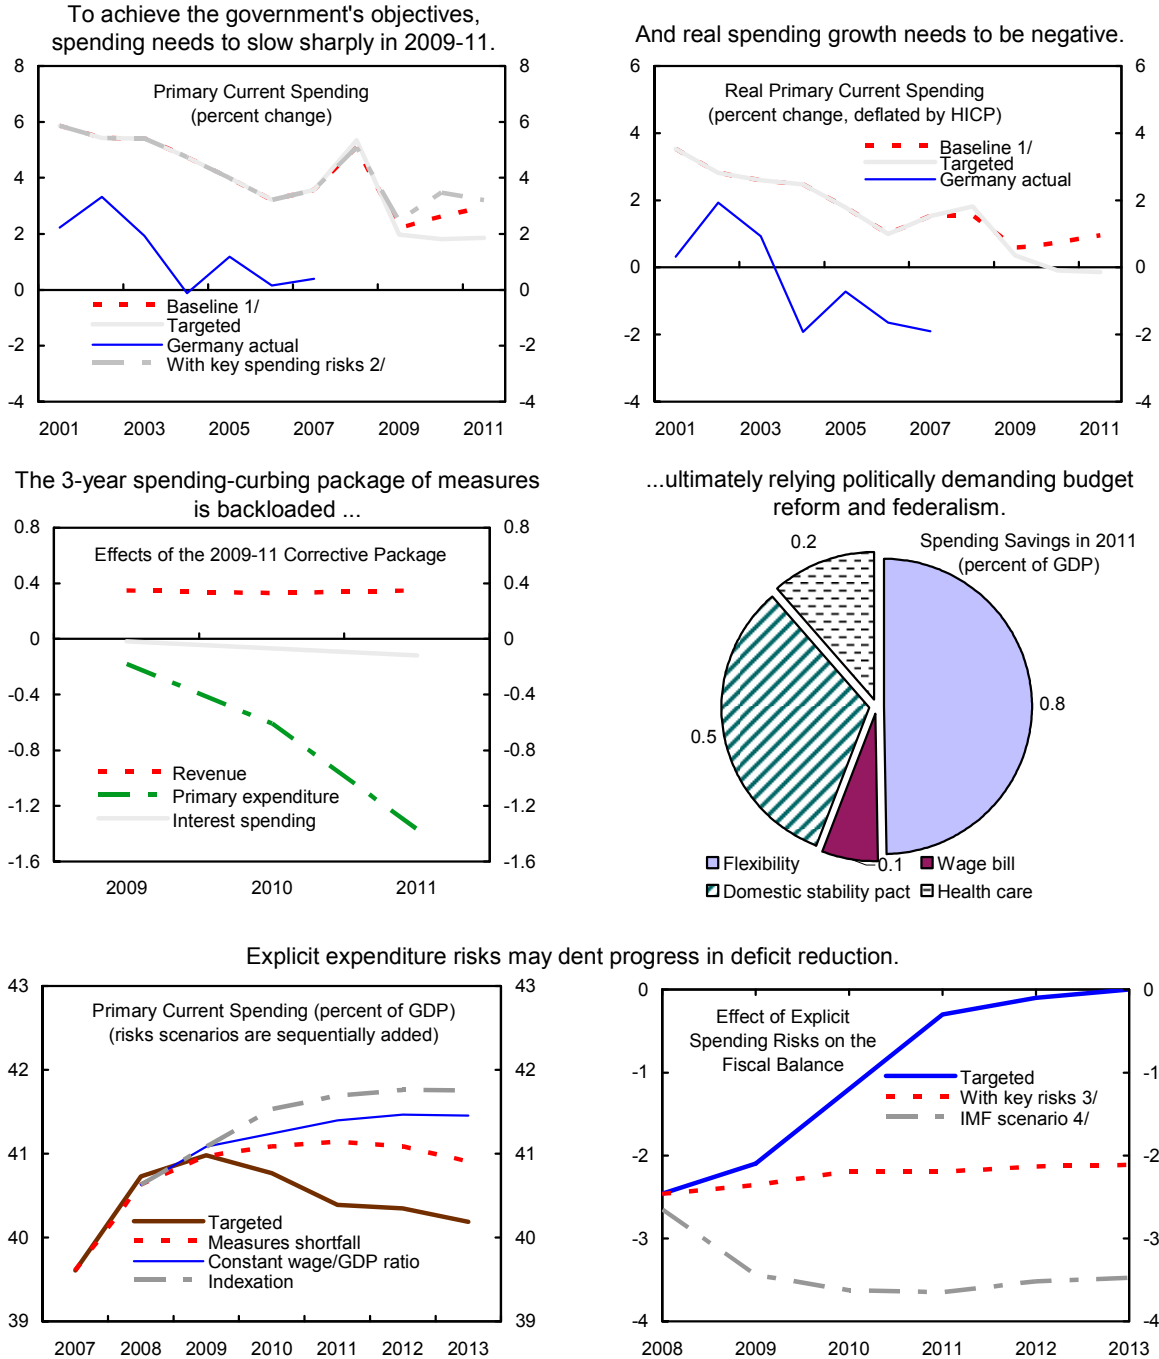 To achieve the government's objectives,
spending needs to slow sharply in 2009-11.
8
6
4
2
0
-2
-4
8
6
4
2
0
-2
-4
Primary Current Spending
(percent change)
Baseline 1/
Targeted
Germany actual
With key spending risks 2/
2001 2003 2005 2007 2009 2011
And real spending growth needs to be negative.
6
4
2
0
-2
-4
6
4
2
0
-2
-4
Real Primary Current Spending
(percent change, deflated by HICP)
Baseline 1/
Targeted
Germany actual
2001 2003 2005 2007 2009 2011
The 3-year spending-curbing package of measures
is backloaded ...
0.8
0.4
0
-0.4
-0.8
-1.2
-1.6
0.8
0.4
0
-0.4
-0.8
-1.2
-1.6
Effects of the 2009-11 Corrective Package
Revenue
Primary expenditure
Interest spending
2009 2010 2011
...ultimately relying politically demanding budget
reform and federalism.
Spending Savings in 2011
(percent of GDP)
0.2
0.8
0.5
0.1
Flexibility
Wage bill
Domestic stability pact
Health care
Explicit expenditure risks may dent progress in deficit reduction.
43
42
41
40
39
43
42
41
40
39
Primary Current Spending (percent of GDP)
(risks scenarios are sequentially added)
Targeted
Measures shortfall
Constant wage/GDP ratio
Indexation
2007 2008 2009 2010 2011 2012 2013
0
-1
-2
-3
-4
0
-1
-2
-3
-4
Effect of Explicit
Spending Risks on the
Fiscal Balance
Targeted
With key risks 3/
IMF scenario 4/
2008 2009 2010 2011 2012 2013